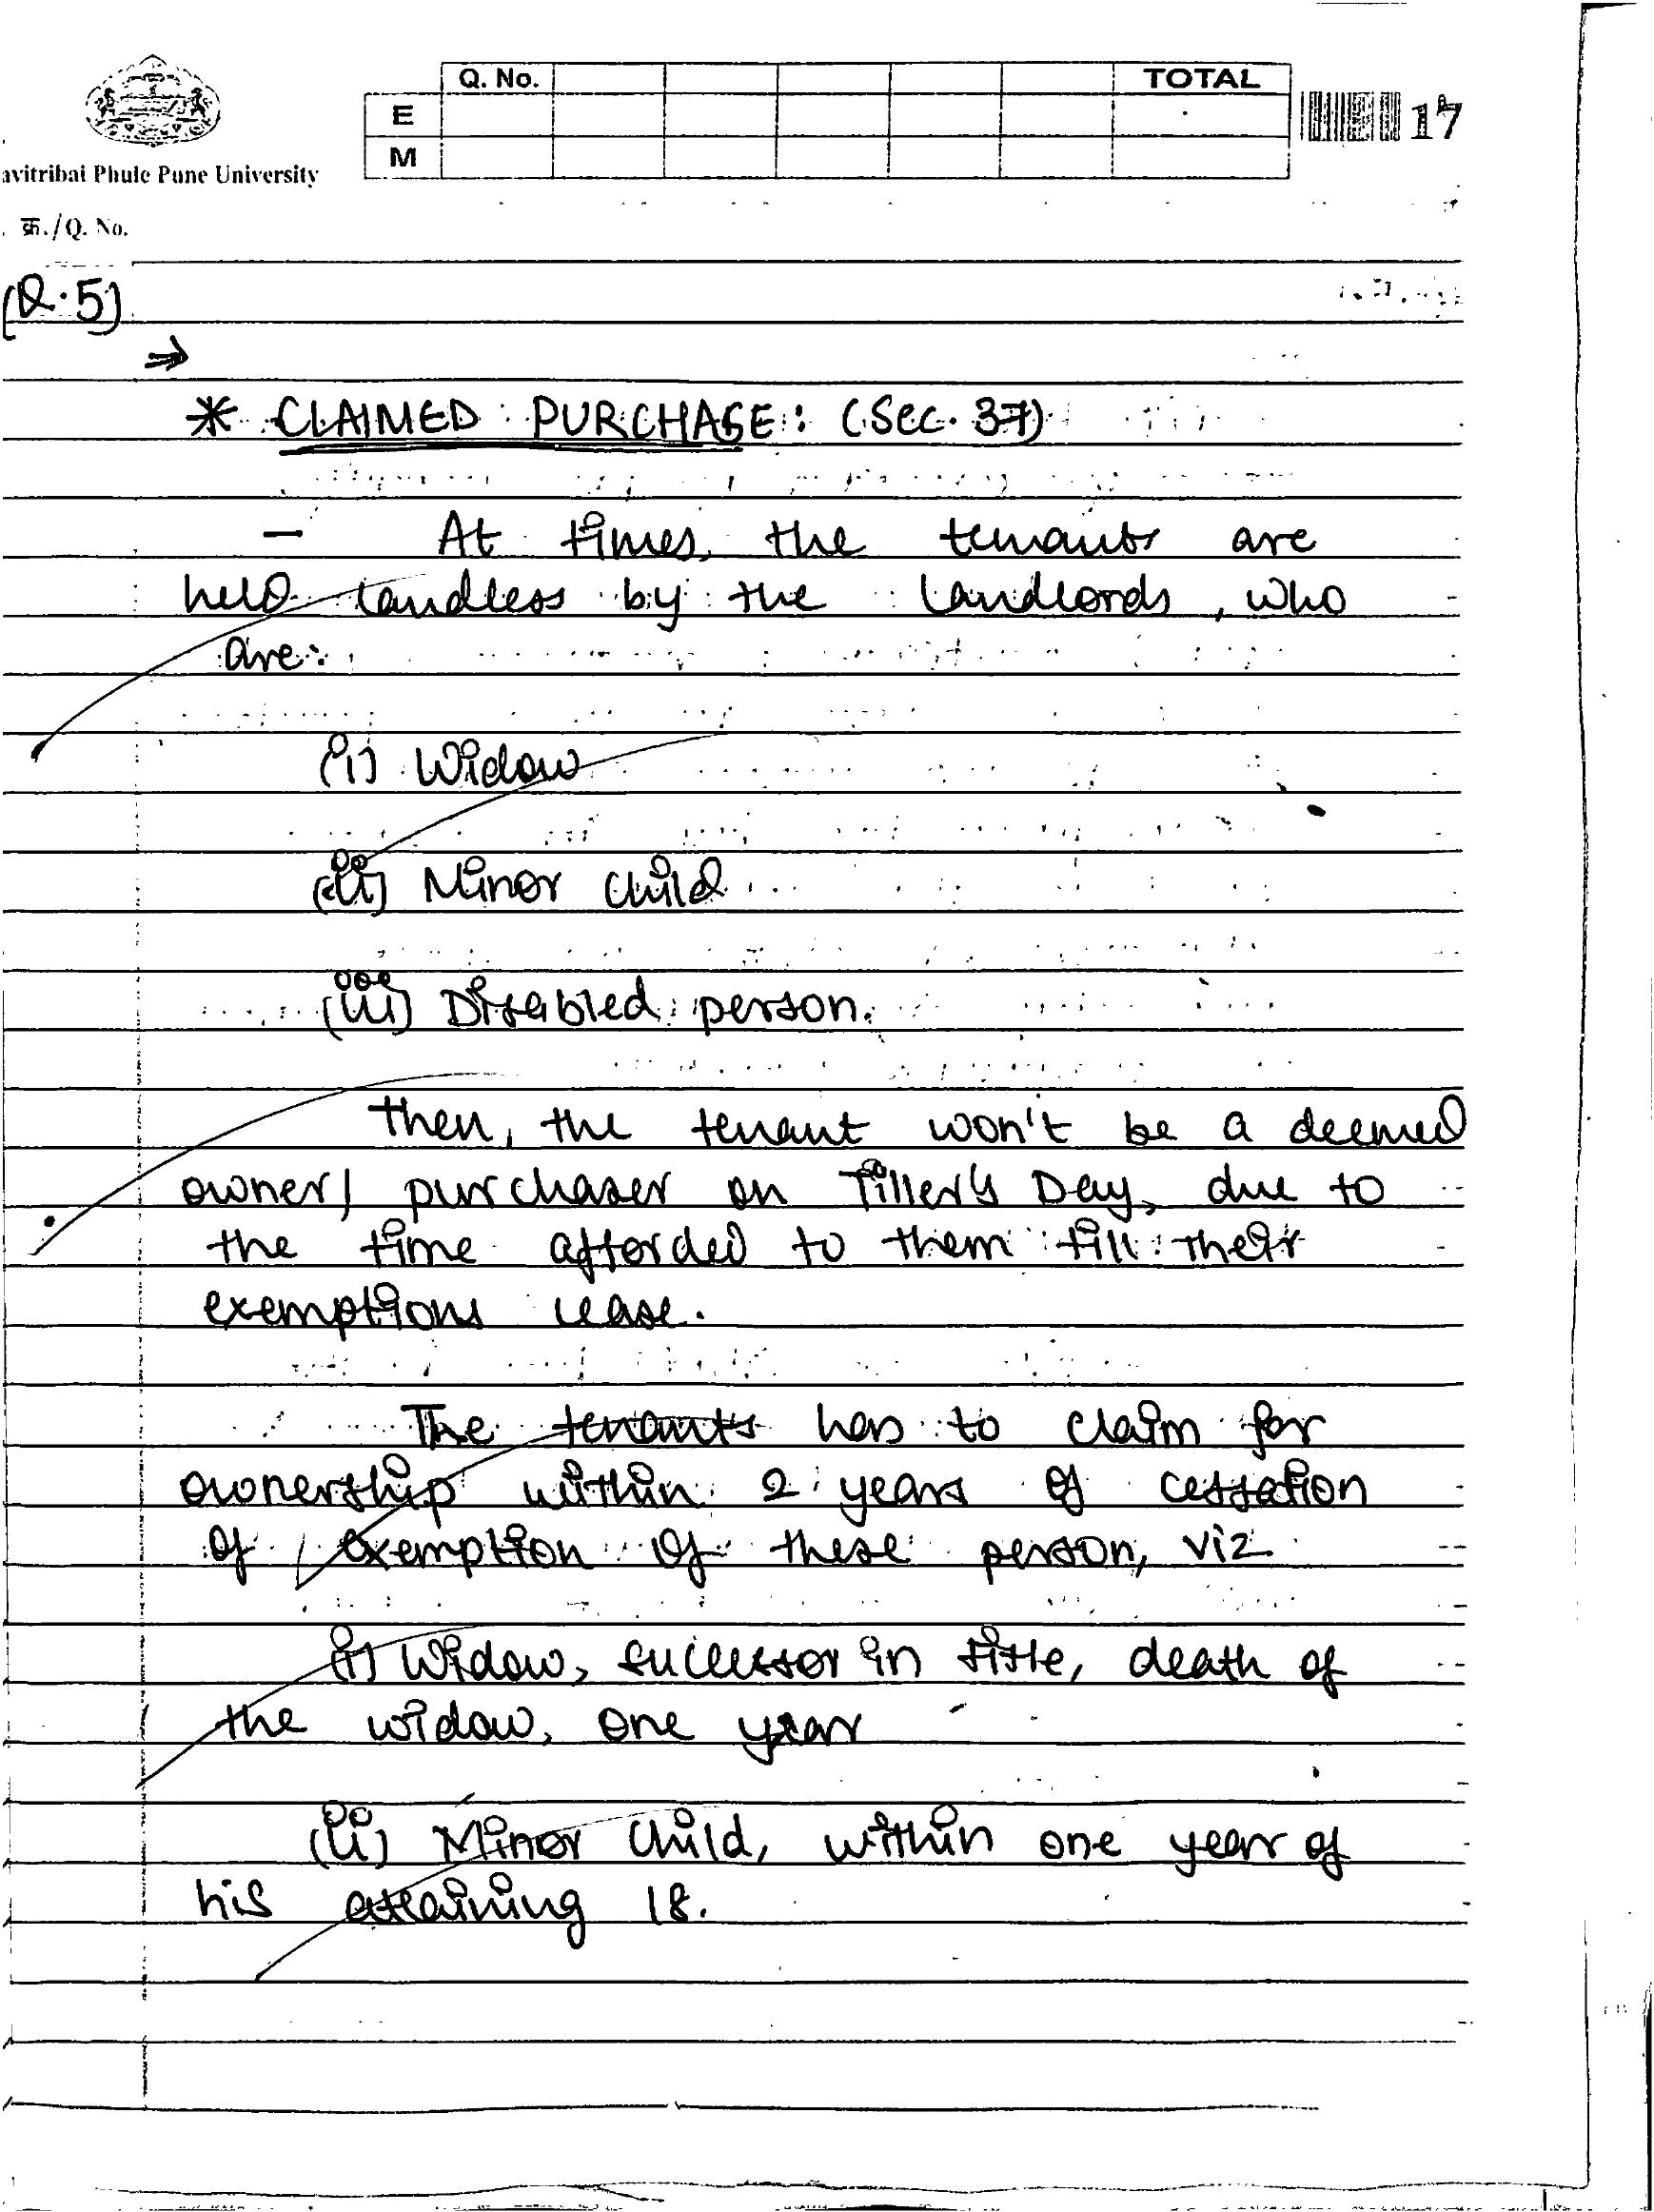 Q. No. TOTAL
E
M
17
avitribai Phule Pune University
. क्र./Q. No.
(Q.5)
⇒
* CLAIMED PURCHASE: (Sec. 37)
— At times, the tenants are
held landless by the landlords, who
are:
(i) Widow
(ii) Minor child
(iii) Disabled person.
Then, the tenant won't be a deemed
owner/ purchaser on Tiller's Day, due to
the time afforded to them till their
exemptions cease.
The tenants has to claim for
ownership within 2 years of cessation
of exemption of these person, viz
(i) Widow, successor in title, death of
the widow, one year
(ii) Minor child, within one year of
his attaining 18.